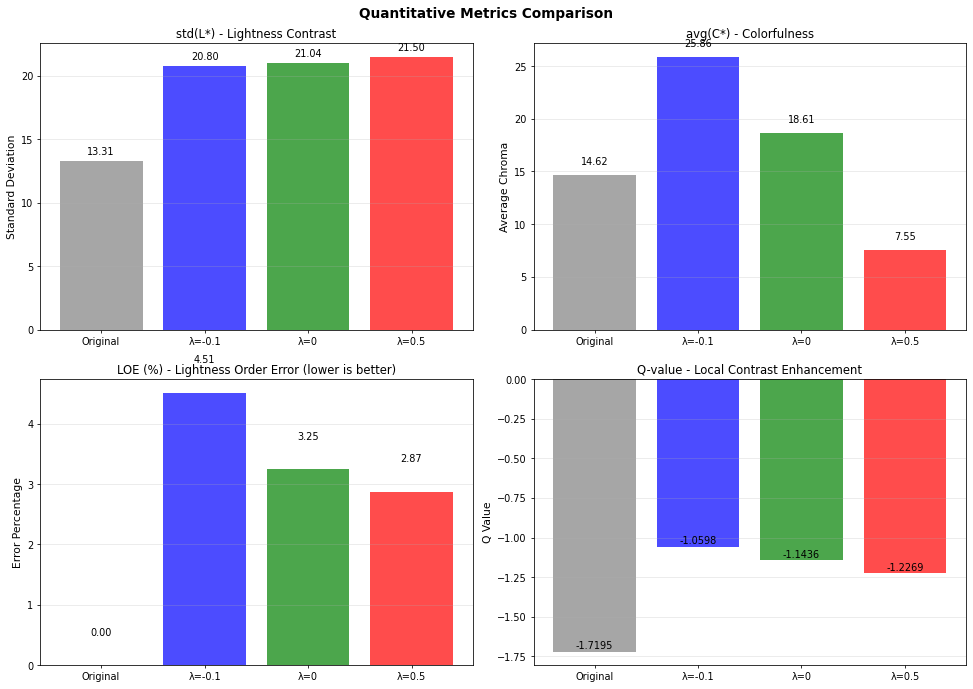 Quantitative Metrics Comparison
std(L*) - Lightness Contrast
Standard Deviation
20
15
10
5
0
13.31
20.80
21.04
21.50
Original
λ=-0.1
λ=0
λ=0.5
avg(C*) - Colorfulness
Average Chroma
25
20
15
10
5
0
14.62
25.86
18.61
7.55
Original
λ=-0.1
λ=0
λ=0.5
LOE (%) - Lightness Order Error (lower is better)
Error Percentage
4
3
2
1
0
0.00
4.51
3.25
2.87
Original
λ=-0.1
λ=0
λ=0.5
Q-value - Local Contrast Enhancement
Q Value
0.00
−0.25
−0.50
−0.75
−1.00
−1.25
−1.50
−1.75
-1.7195
-1.0598
-1.1436
-1.2269
Original
λ=-0.1
λ=0
λ=0.5